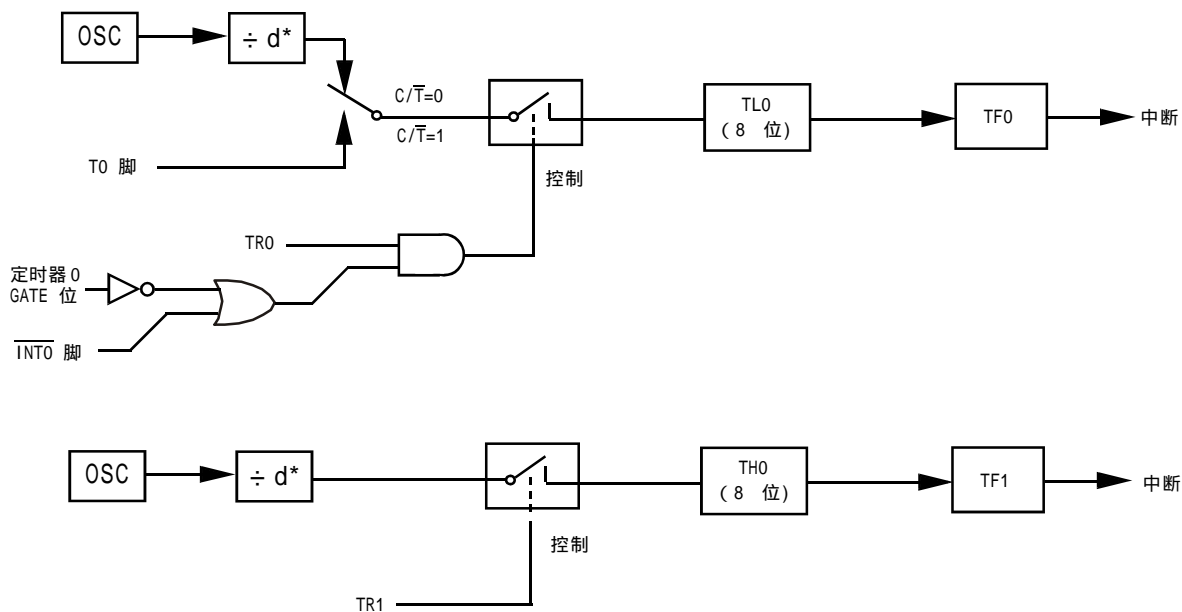 OSC
÷ d*
C/T̅=0
C/T̅=1
T0 脚
控制
TL0
(8 位)
TF0
中断
TR0
定时器 0
GATE 位
I̅N̅T̅0̅ 脚
OSC
÷ d*
控制
TH0
(8 位)
TF1
中断
TR1